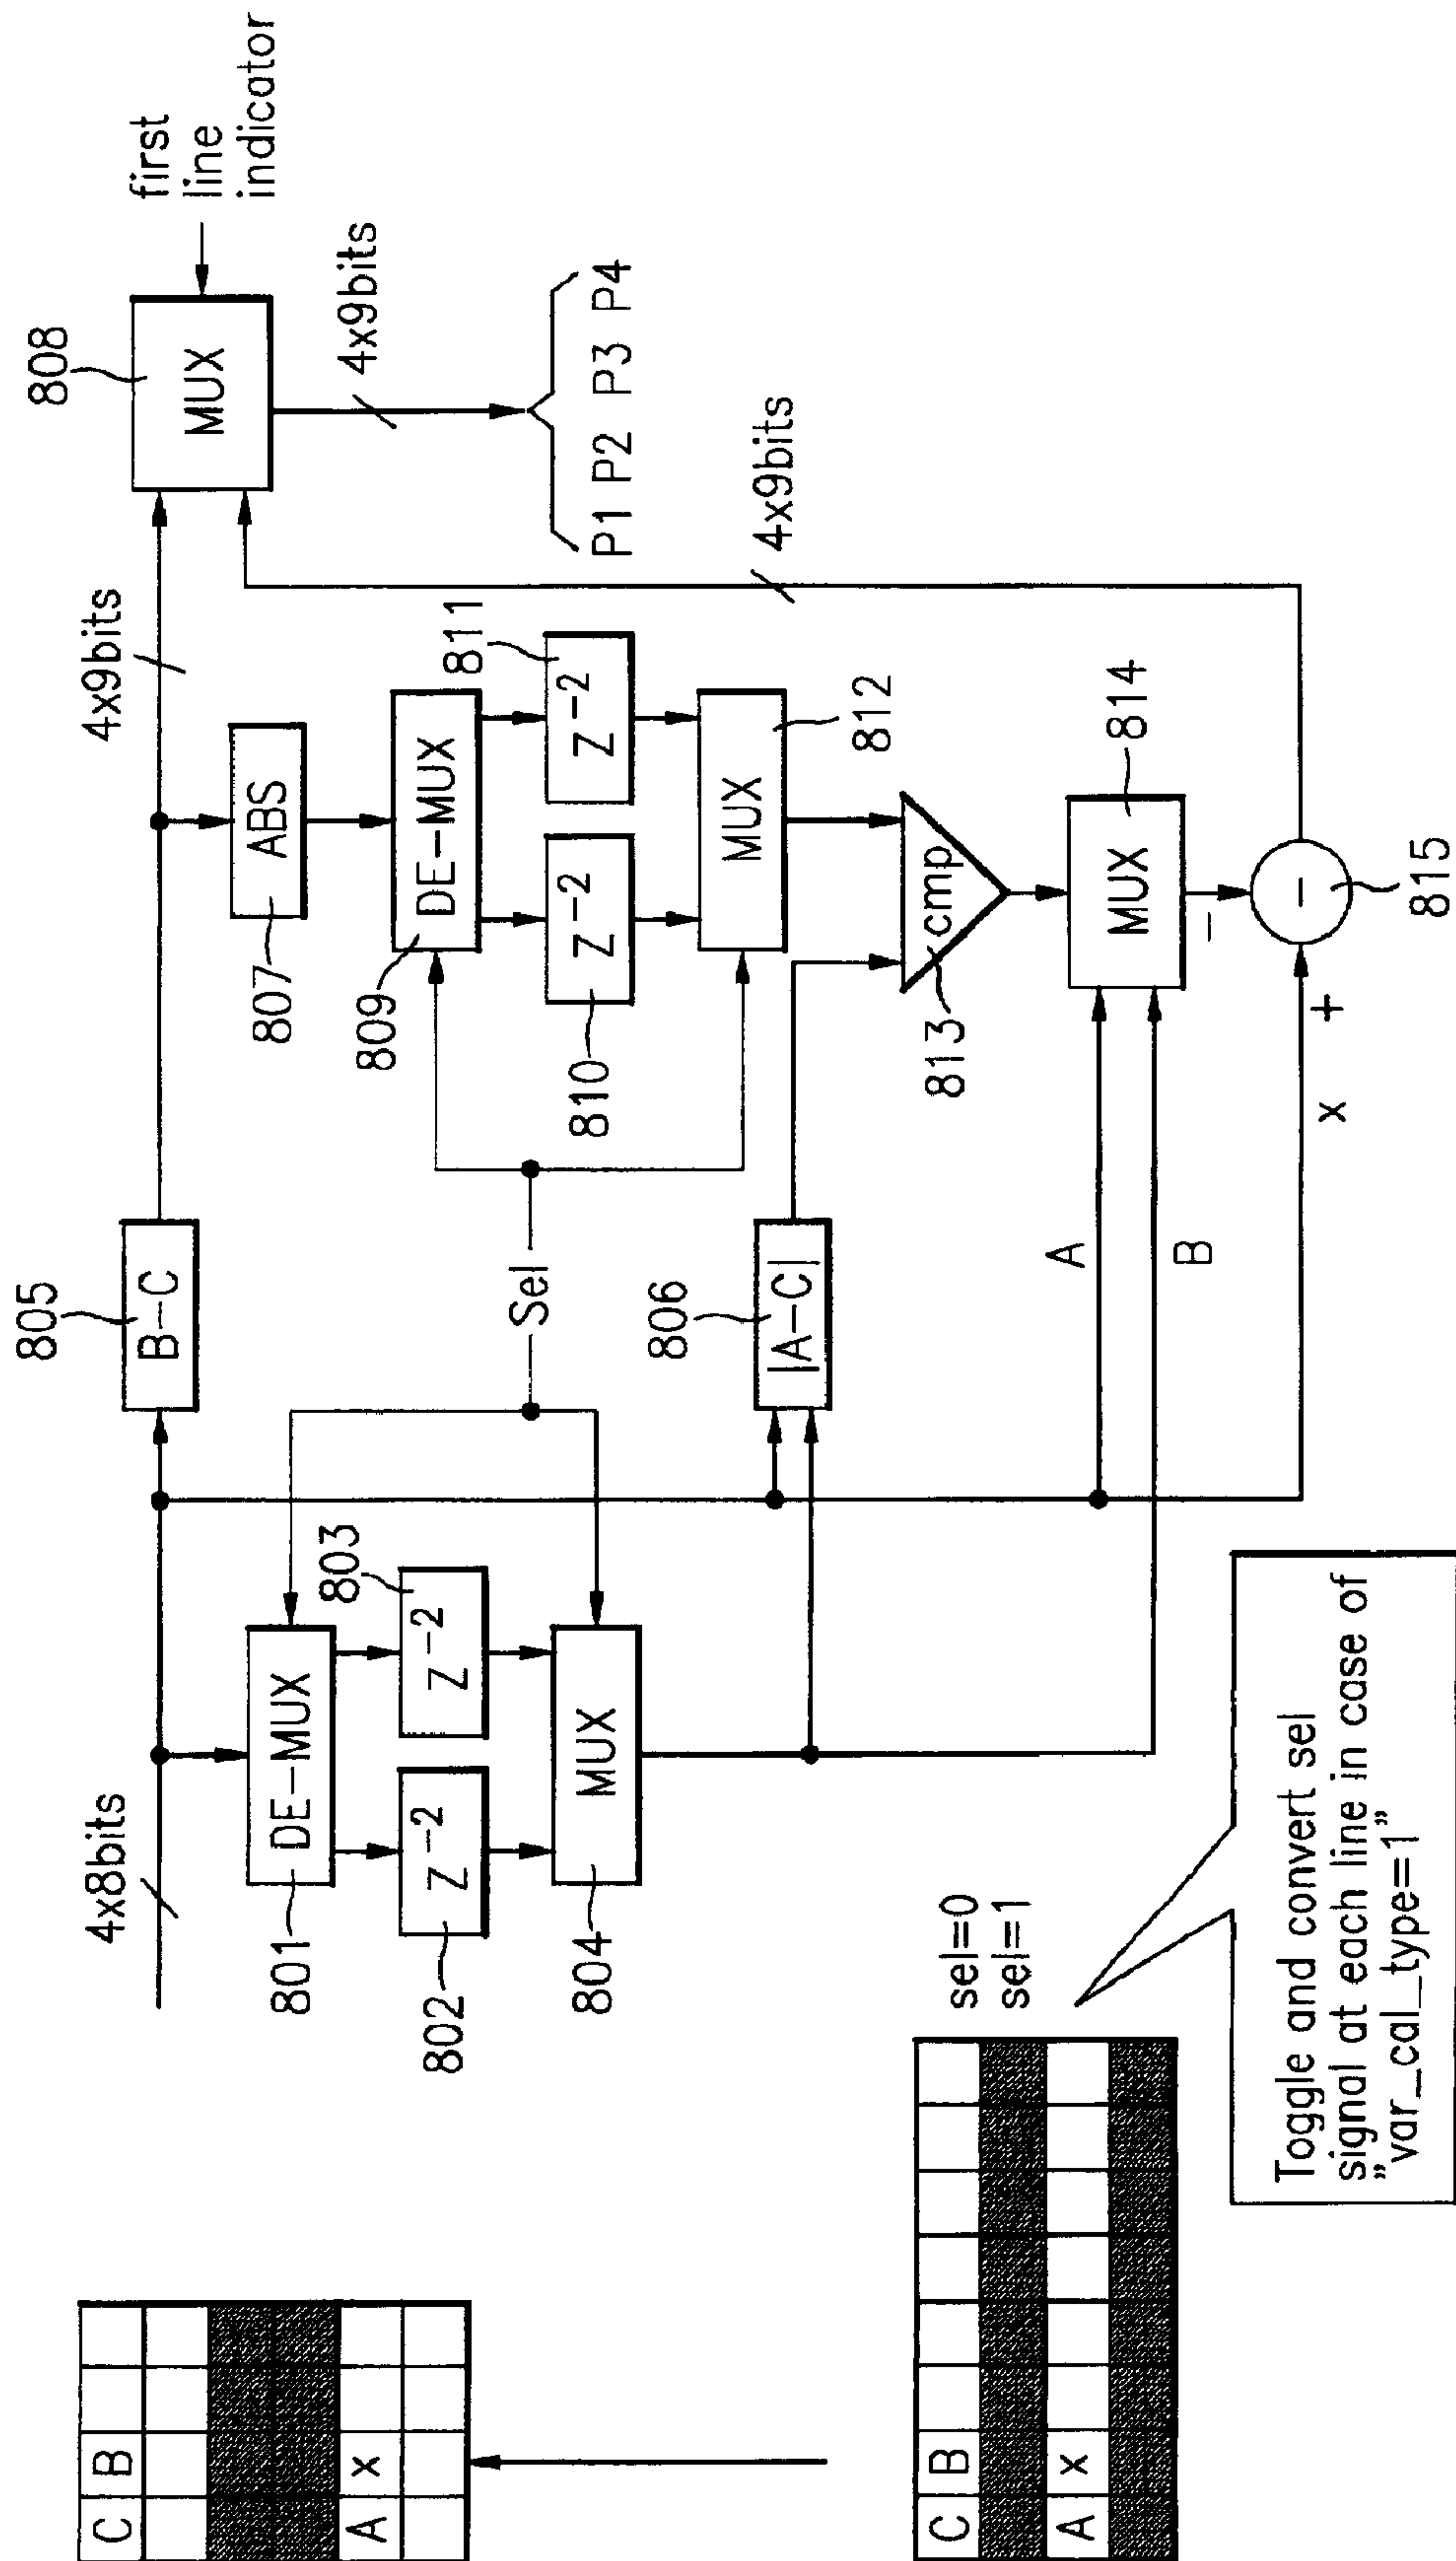 C B
A x
4x8bits
801
DE-MUX
802
Z-2
803
Z-2
804
MUX
805
B-C
4x9bits
808
MUX
first
line
indicator
4x9bits
P1 P2 P3 P4
807
ABS
809
DE-MUX
810
Z-2
811
Z-2
MUX
812
Sel
806
|A-C|
813
cmp
4x9bits
A
B
MUX
814
−
x
+
−
815
C B
A x
sel=0
sel=1
Toggle and convert sel
signal at each line in case of
"var_cal_type=1"